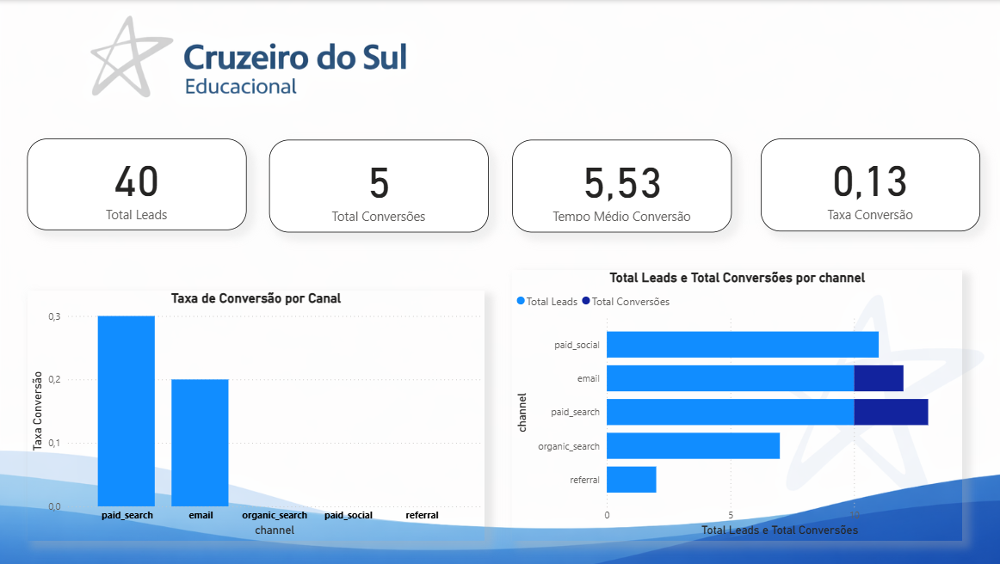 Cruzeiro do Sul
Educacional
40
Total Leads
5
Total Conversões
5,53
Tempo Médio Conversão
0,13
Taxa Conversão
Taxa de Conversão por Canal
Taxa Conversão
0,3
0,2
0,1
0,0
paid_search
email
organic_search
paid_social
referral
channel
Total Leads e Total Conversões por channel
Total Leads
Total Conversões
channel
paid_social
email
paid_search
organic_search
referral
0
5
10
Total Leads e Total Conversões